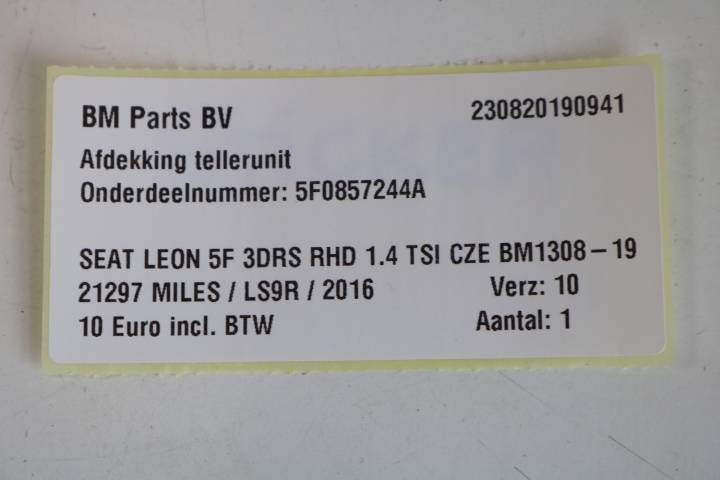 BM Parts BV 230820190941
Afdekking tellerunit
Onderdeelnummer: 5F0857244A
SEAT LEON 5F 3DRS RHD 1.4 TSI CZE BM1308-19
21297 MILES / LS9R / 2016 Verz: 10
10 Euro incl. BTW Aantal: 1